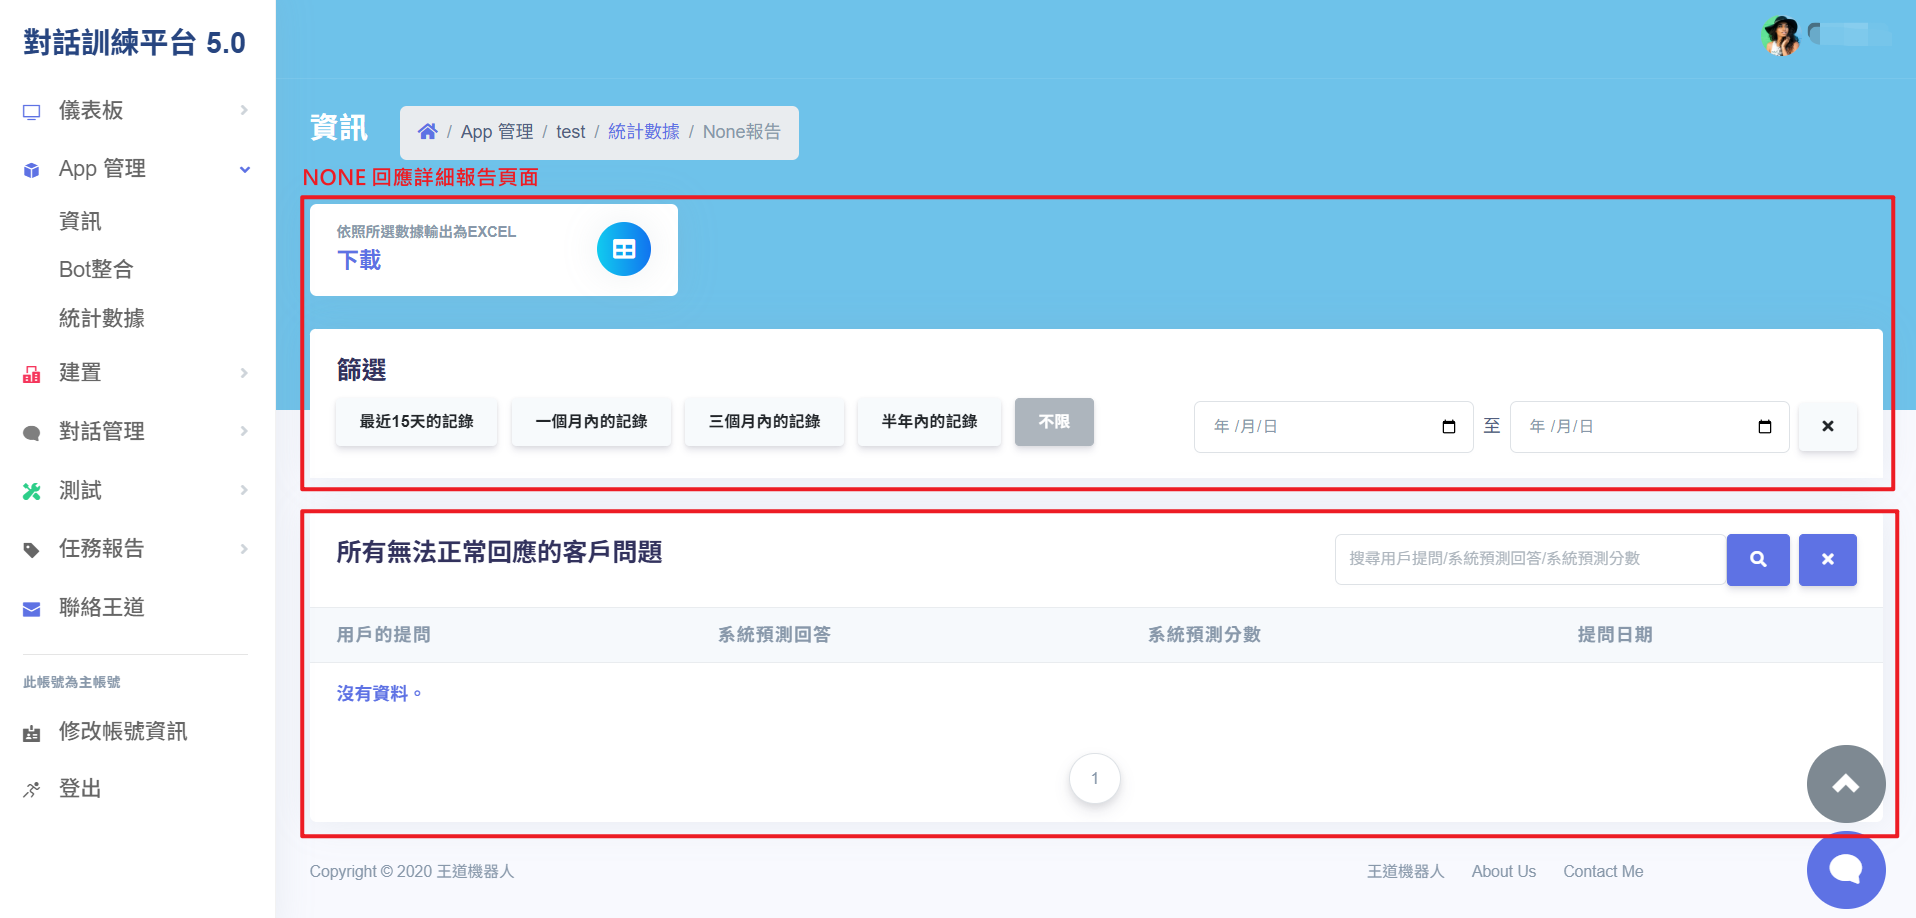 對話訓練平台 5.0
儀表板
App 管理
資訊
Bot整合
統計數據
建置
對話管理
測試
任務報告
聯絡王道
此帳號為主帳號
修改帳號資訊
登出
資訊
/ App 管理 / test / 統計數據 / None報告
NONE 回應詳細報告頁面
依照所選數據輸出為EXCEL
下載
篩選
最近15天的記錄 一個月內的記錄 三個月內的記錄 半年內的記錄 不限 年 /月/日 至 年 /月/日
所有無法正常回應的客戶問題
搜尋用戶提問/系統預測回答/系統預測分數
用戶的提問 系統預測回答 系統預測分數 提問日期
沒有資料。
1
Copyright © 2020 王道機器人 王道機器人 About Us Contact Me